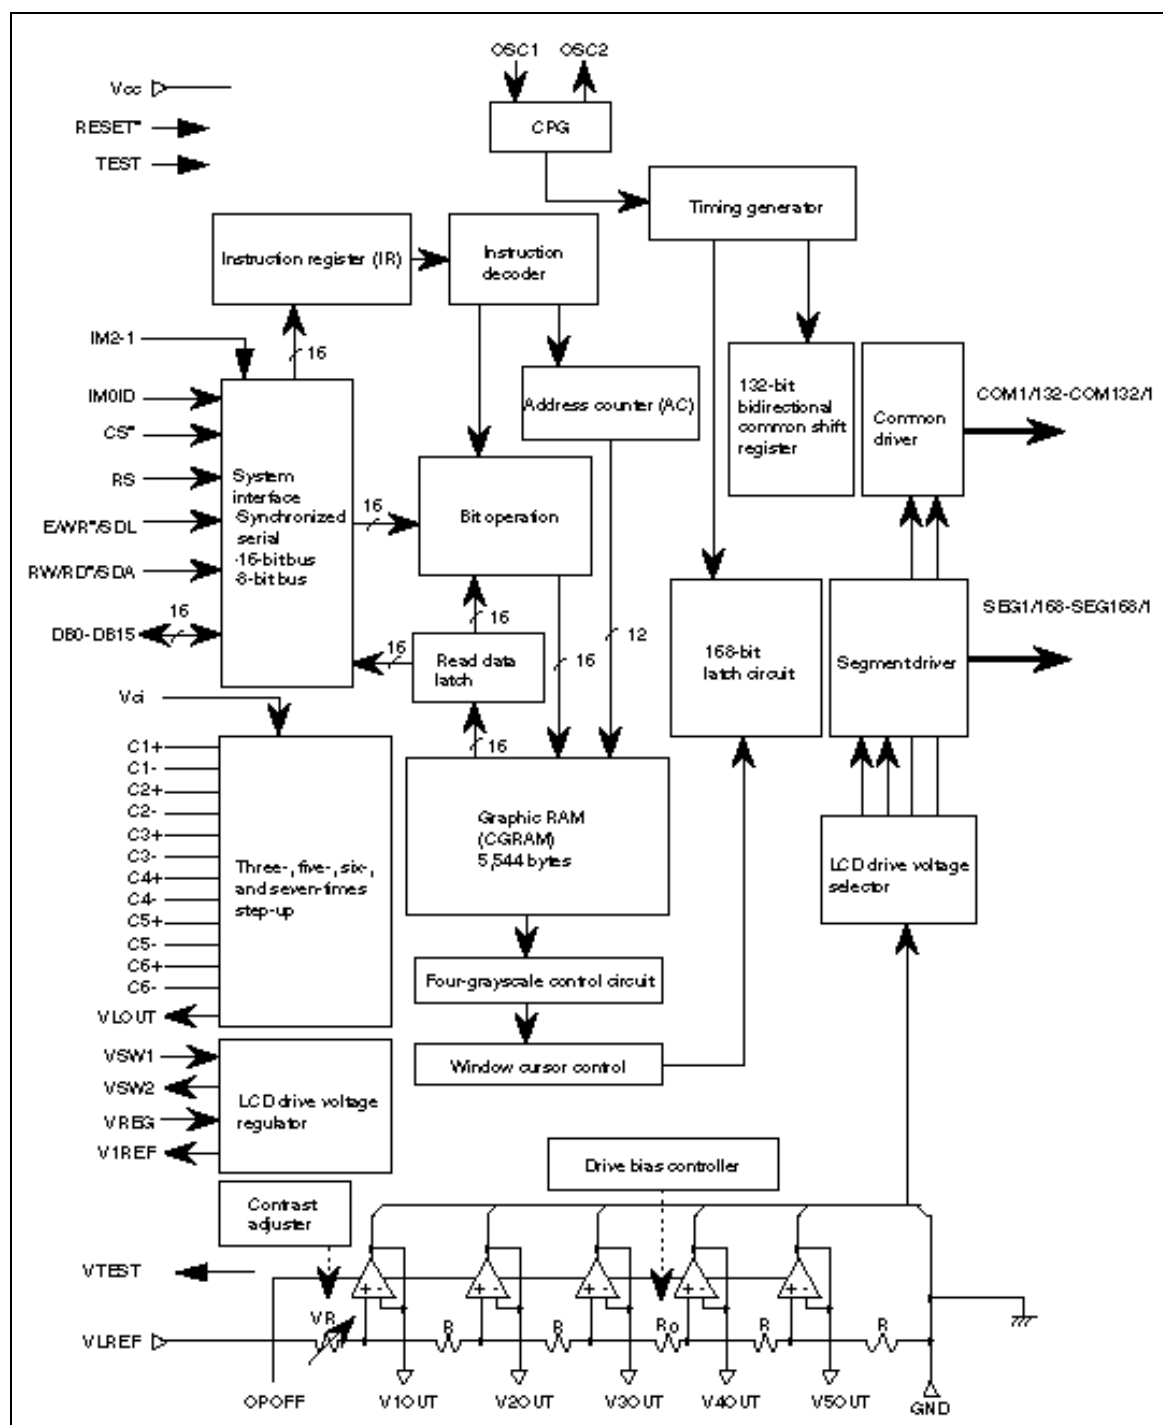 OSC1 OSC2
Vcc
RESET*
TEST
CPG
Timing generator
Instruction register (IR)
Instruction
decoder
IM2-1
16
IM0ID
CS*
RS
E/WR*/SDL
RW/RD*/SDA
DB0-DB15
16
System
interface
-Synchronized
serial
-16-bit bus
-8-bit bus
16
Address counter (AC)
Bit operation
132-bit
bidirectional
common shift
register
Common
driver
COM1/132-COM132/1
16
16
Read data
latch
16
12
16
168-bit
latch circuit
Segment driver
SEG1/168-SEG168/1
Vci
C1+
C1-
C2+
C2-
C3+
C3-
C4+
C4-
C5+
C5-
C6+
C6-
VLOUT
Three-, five-, six-,
and seven-times
step-up
Graphic RAM
(CGRAM)
5,544 bytes
LCD drive voltage
selector
Four-grayscale control circuit
Window cursor control
VSW1
VSW2
VREG
V1REF
LCD drive voltage
regulator
Drive bias controller
Contrast
adjuster
VTEST
+ - + - + - + - + -
VR R R Ro R R
VLREF
OPOFF V1OUT V2OUT V3OUT V4OUT V5OUT GND